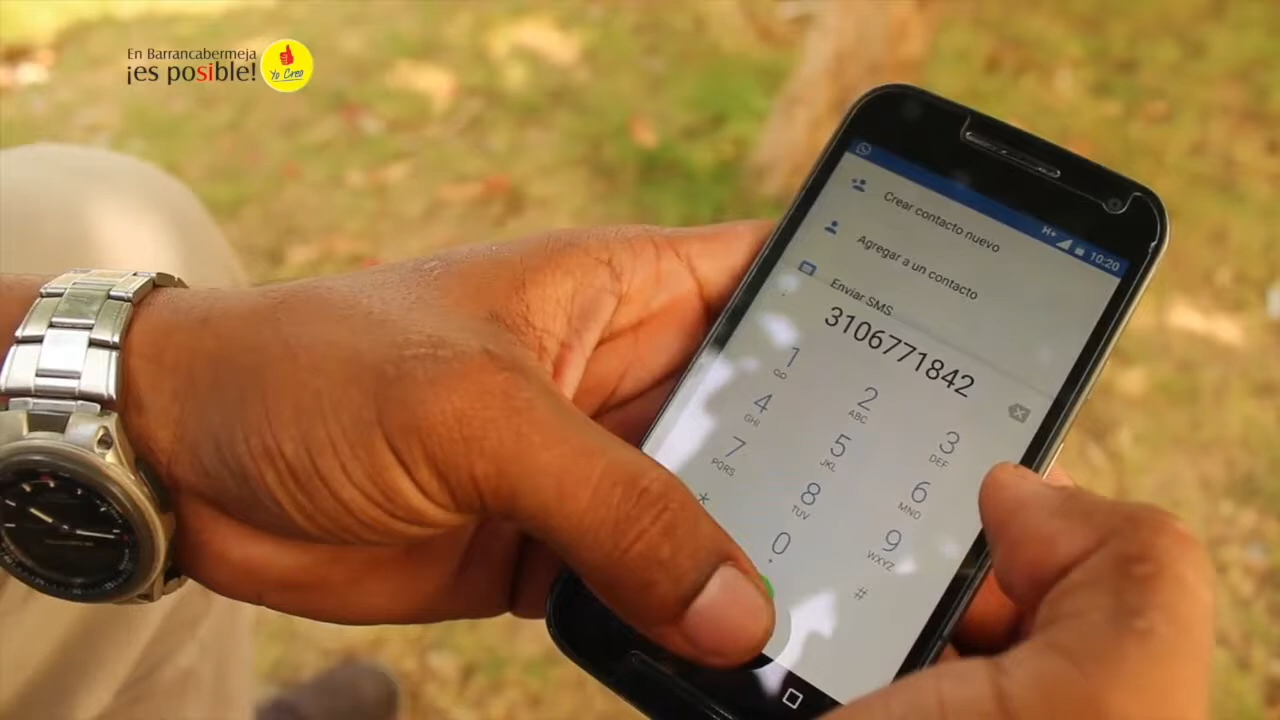 En Barrancabermeja
¡es posible!
Yo Creo
H+ 10:20
Crear contacto nuevo
Agregar a un contacto
Enviar SMS
3106771842
1
2
ABC
3
DEF
4
GHI
5
JKL
6
MNO
7
PQRS
8
TUV
9
WXYZ
*
0
+
#